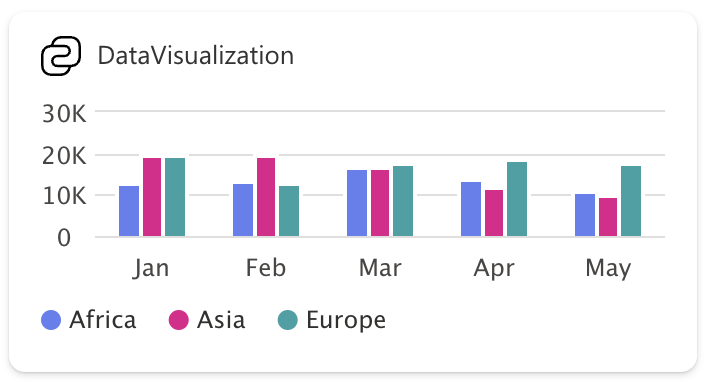 DataVisualization
30K
20K
10K
0
Jan Feb Mar Apr May
Africa Asia Europe